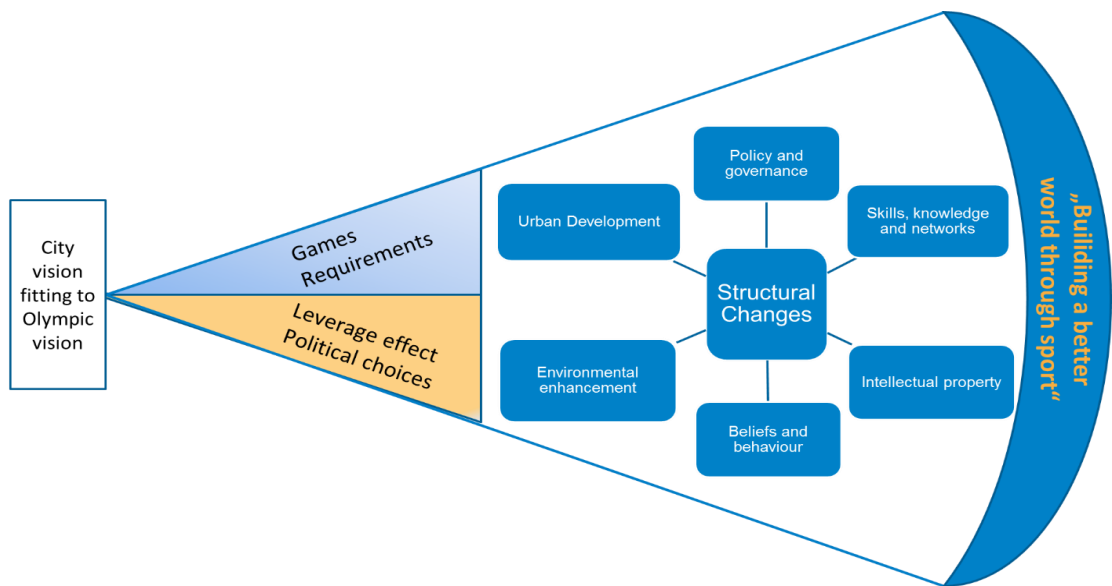 City
vision
fitting to
Olympic
vision
Games
Requirements
Leverage effect
Political choices
Policy and
governance
Urban Development
Skills, knowledge
and networks
Structural
Changes
Environmental
enhancement
Intellectual property
Beliefs and
behaviour
„Builiding a better
world through sport“